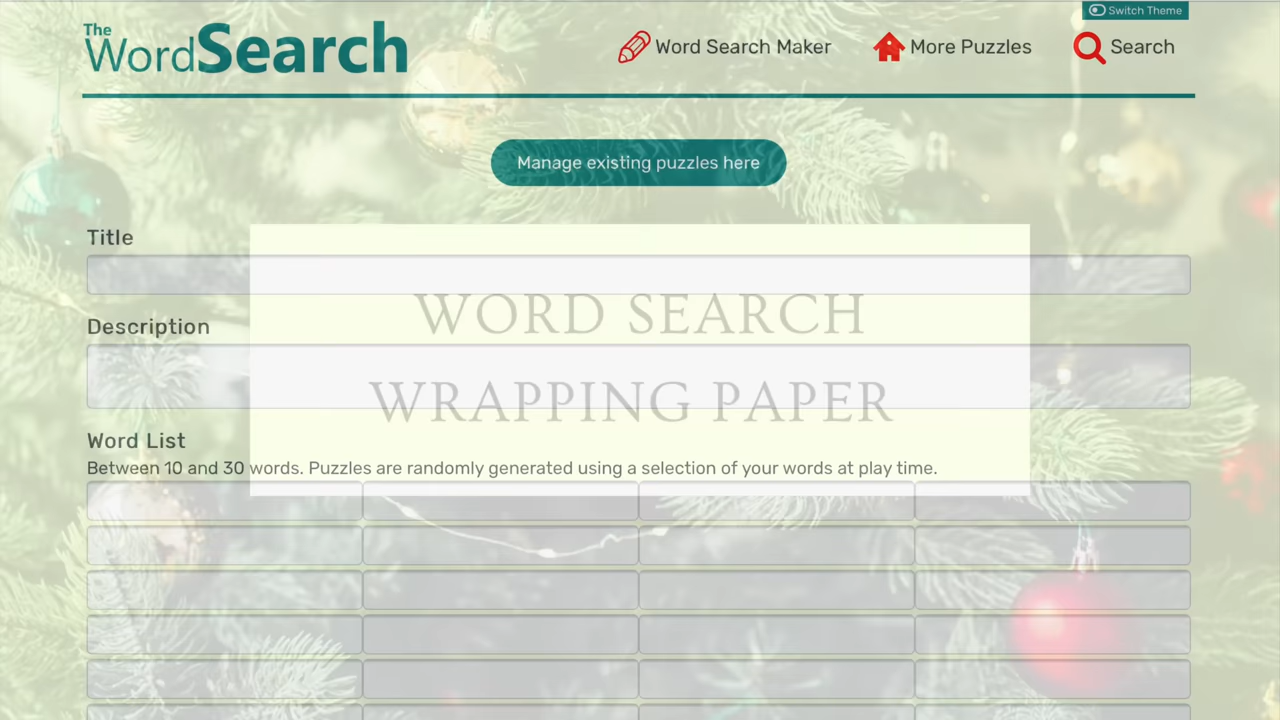 Switch Theme
The
WordSearch
Word Search Maker
More Puzzles
Search
Manage existing puzzles here
Title
WORD SEARCH
Description
WRAPPING PAPER
Word List
Between 10 and 30 words. Puzzles are randomly generated using a selection of your words at play time.